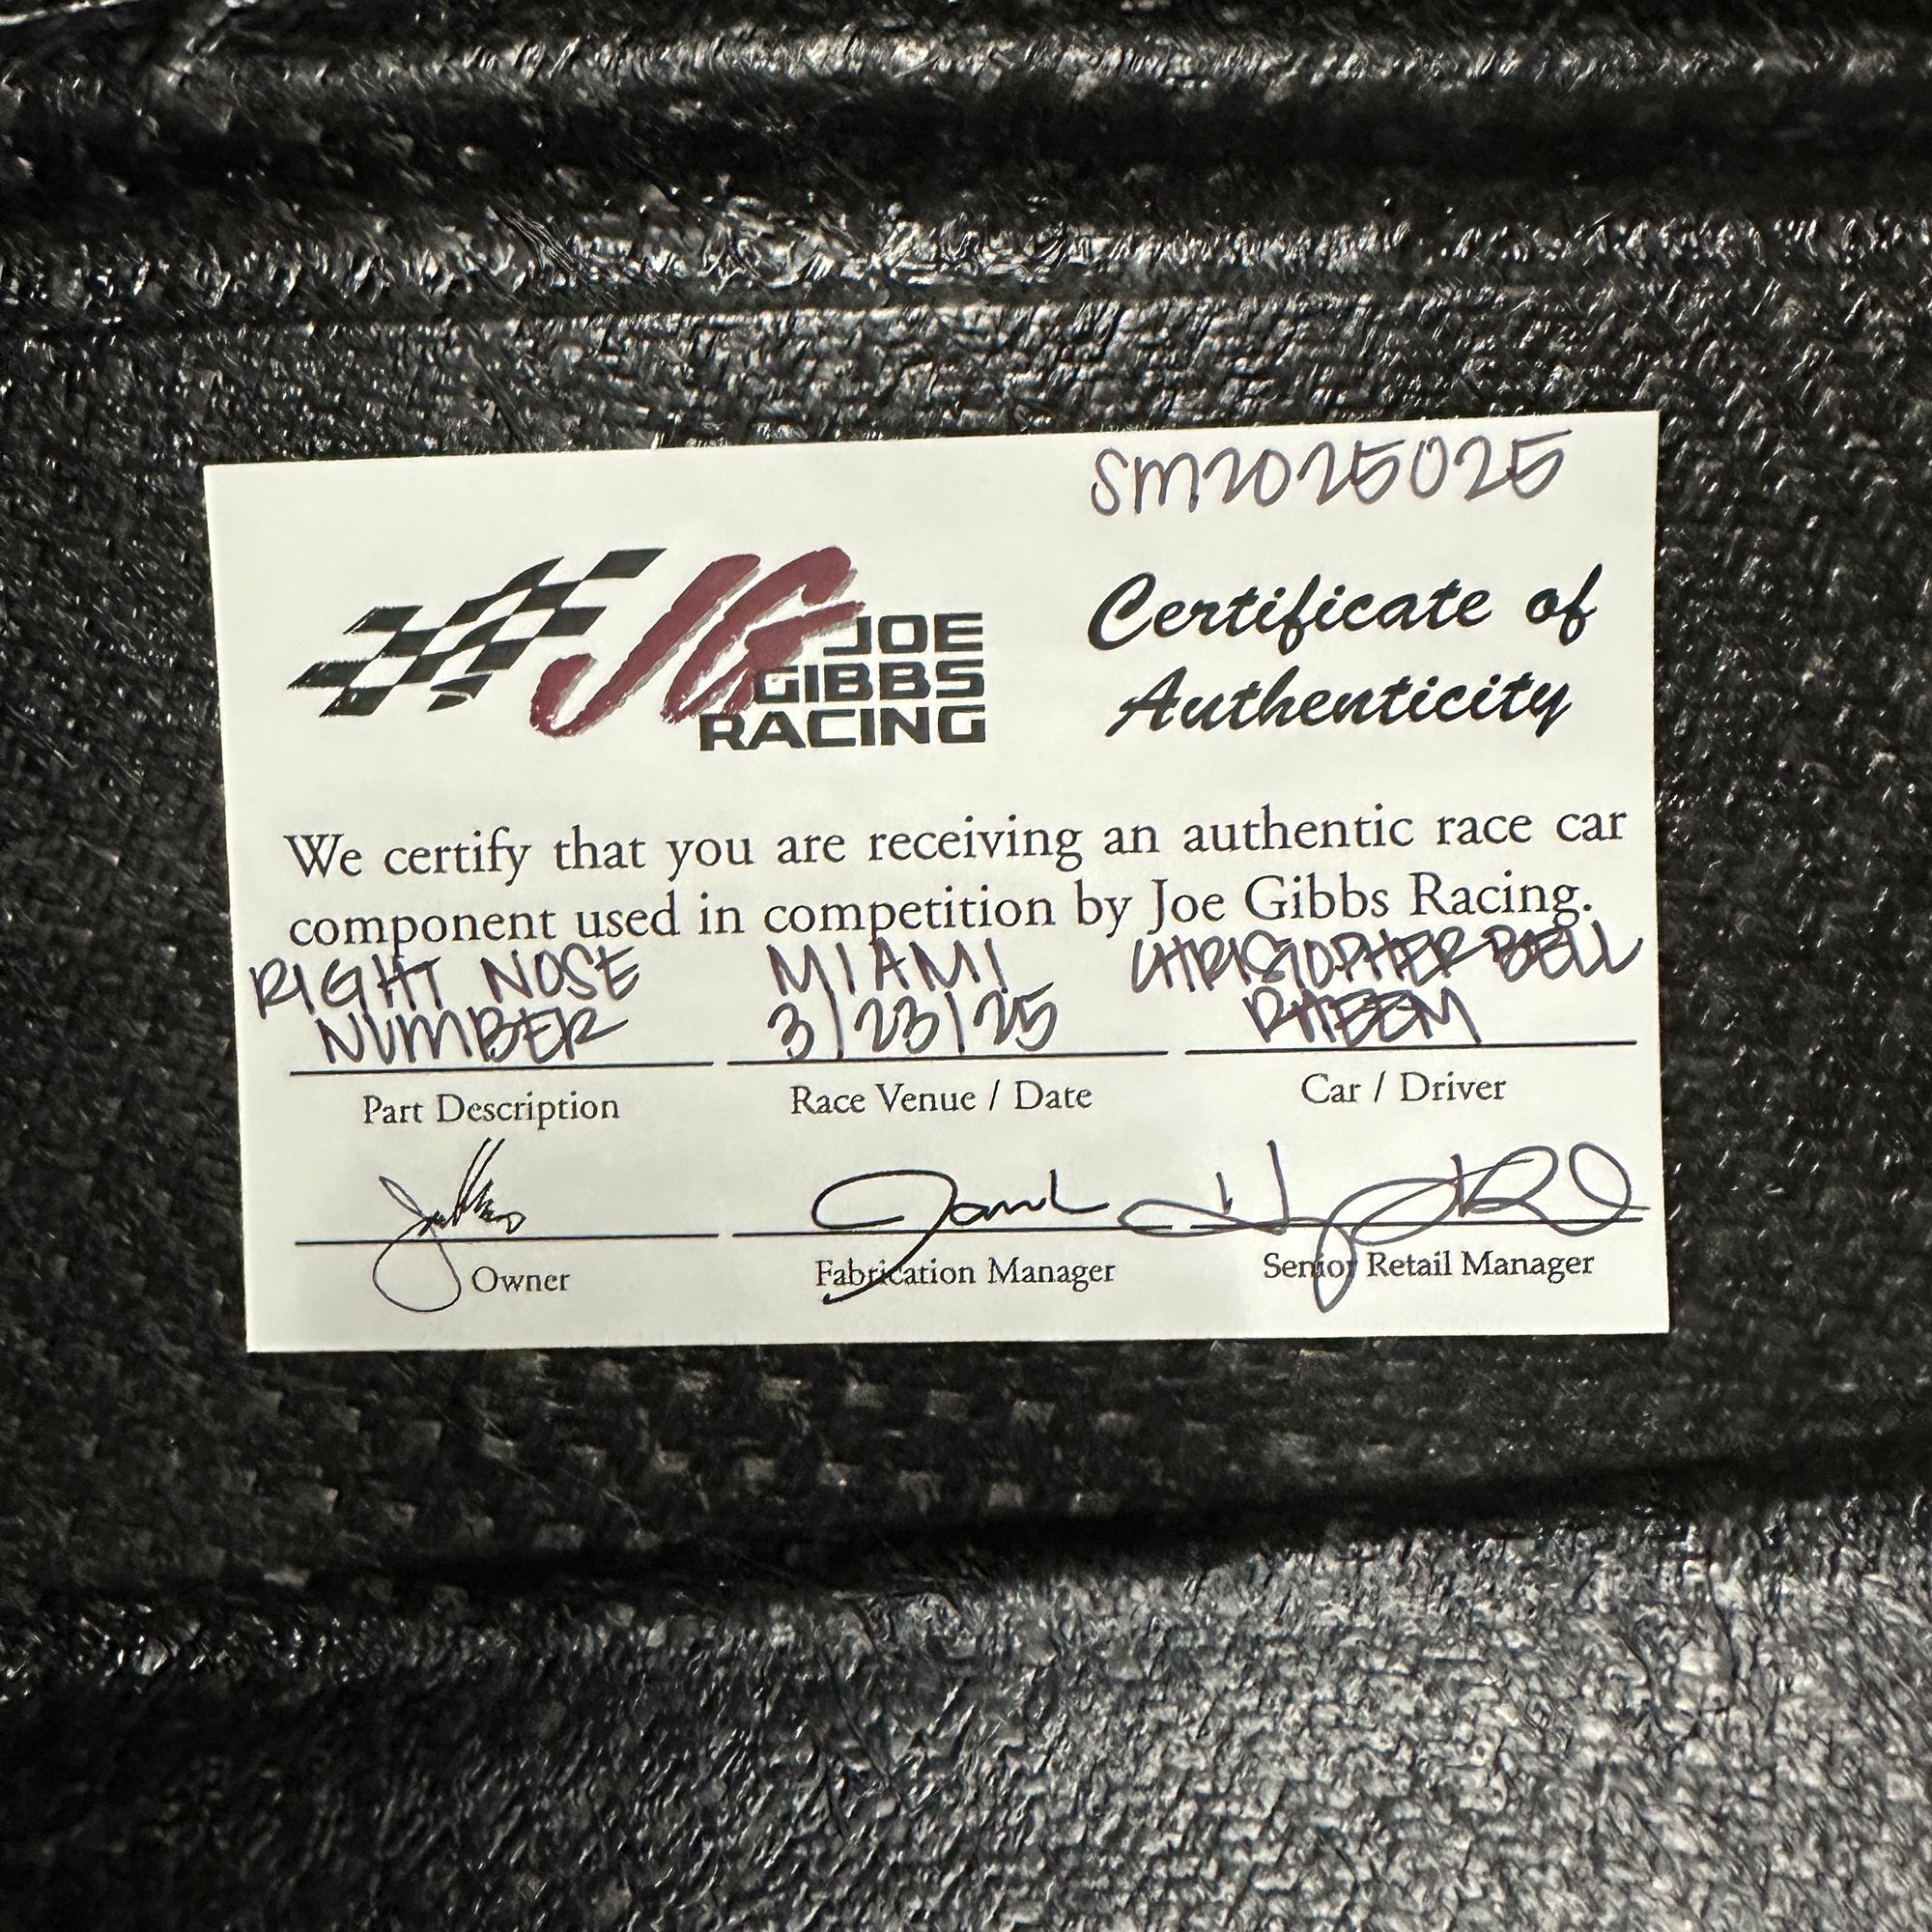 SM2025025
JG JOE
GIBBS
RACING
Certificate of
Authenticity
We certify that you are receiving an authentic race car
component used in competition by Joe Gibbs Racing.
RIGHT NOSE
NUMBER
Part Description
MIAMI
3/23/25
Race Venue / Date
CHRISTOPHER BELL
RHEEM
Car / Driver
Owner
Fabrication Manager
Senior Retail Manager